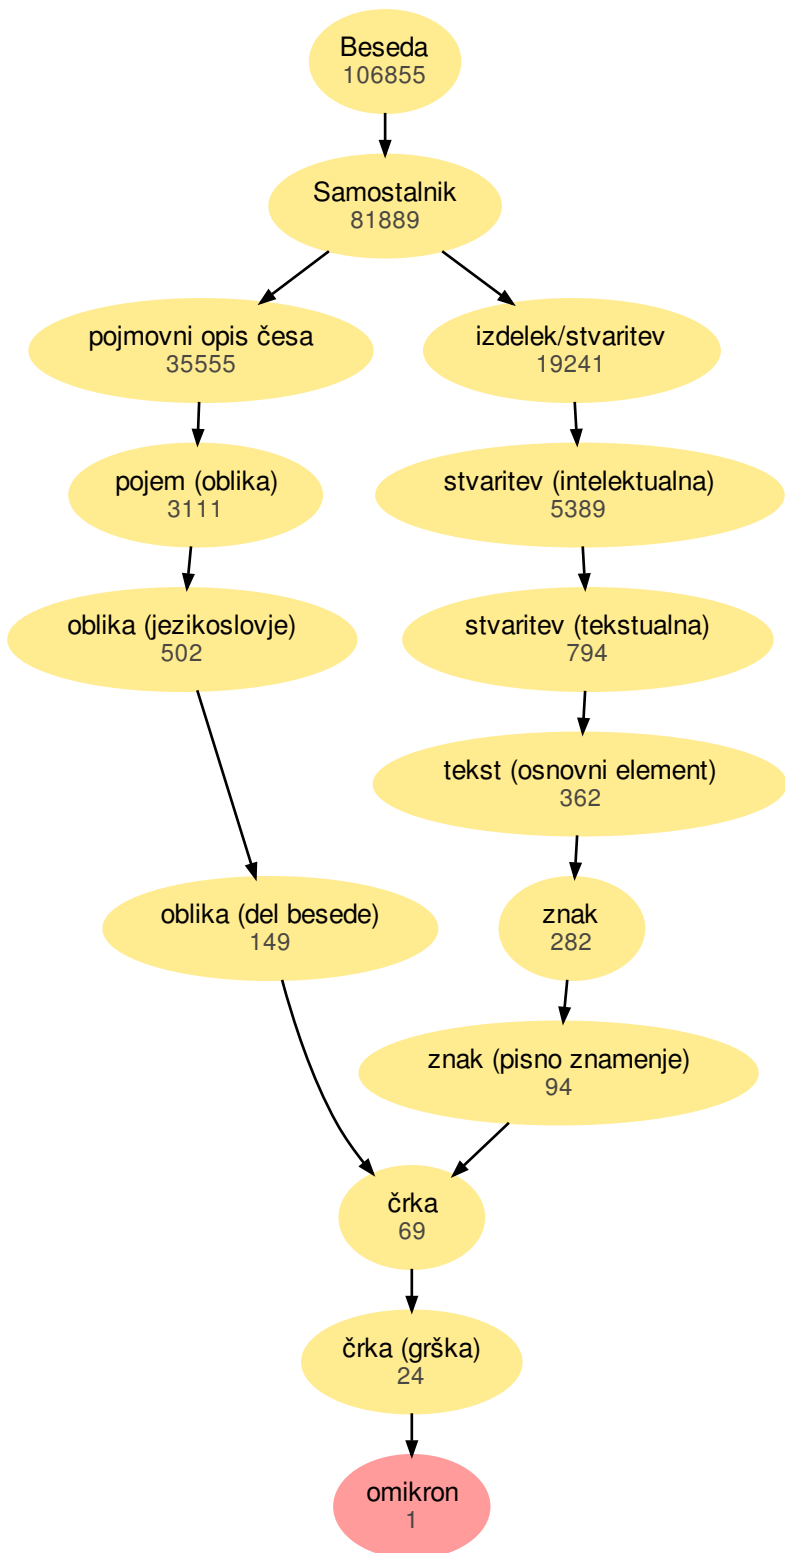 Beseda
106855
Samostalnik
81889
pojmovni opis česa
35555
izdelek/stvaritev
19241
pojem (oblika)
3111
stvaritev (intelektualna)
5389
oblika (jezikoslovje)
502
stvaritev (tekstualna)
794
tekst (osnovni element)
362
oblika (del besede)
149
znak
282
znak (pisno znamenje)
94
črka
69
črka (grška)
24
omikron
1